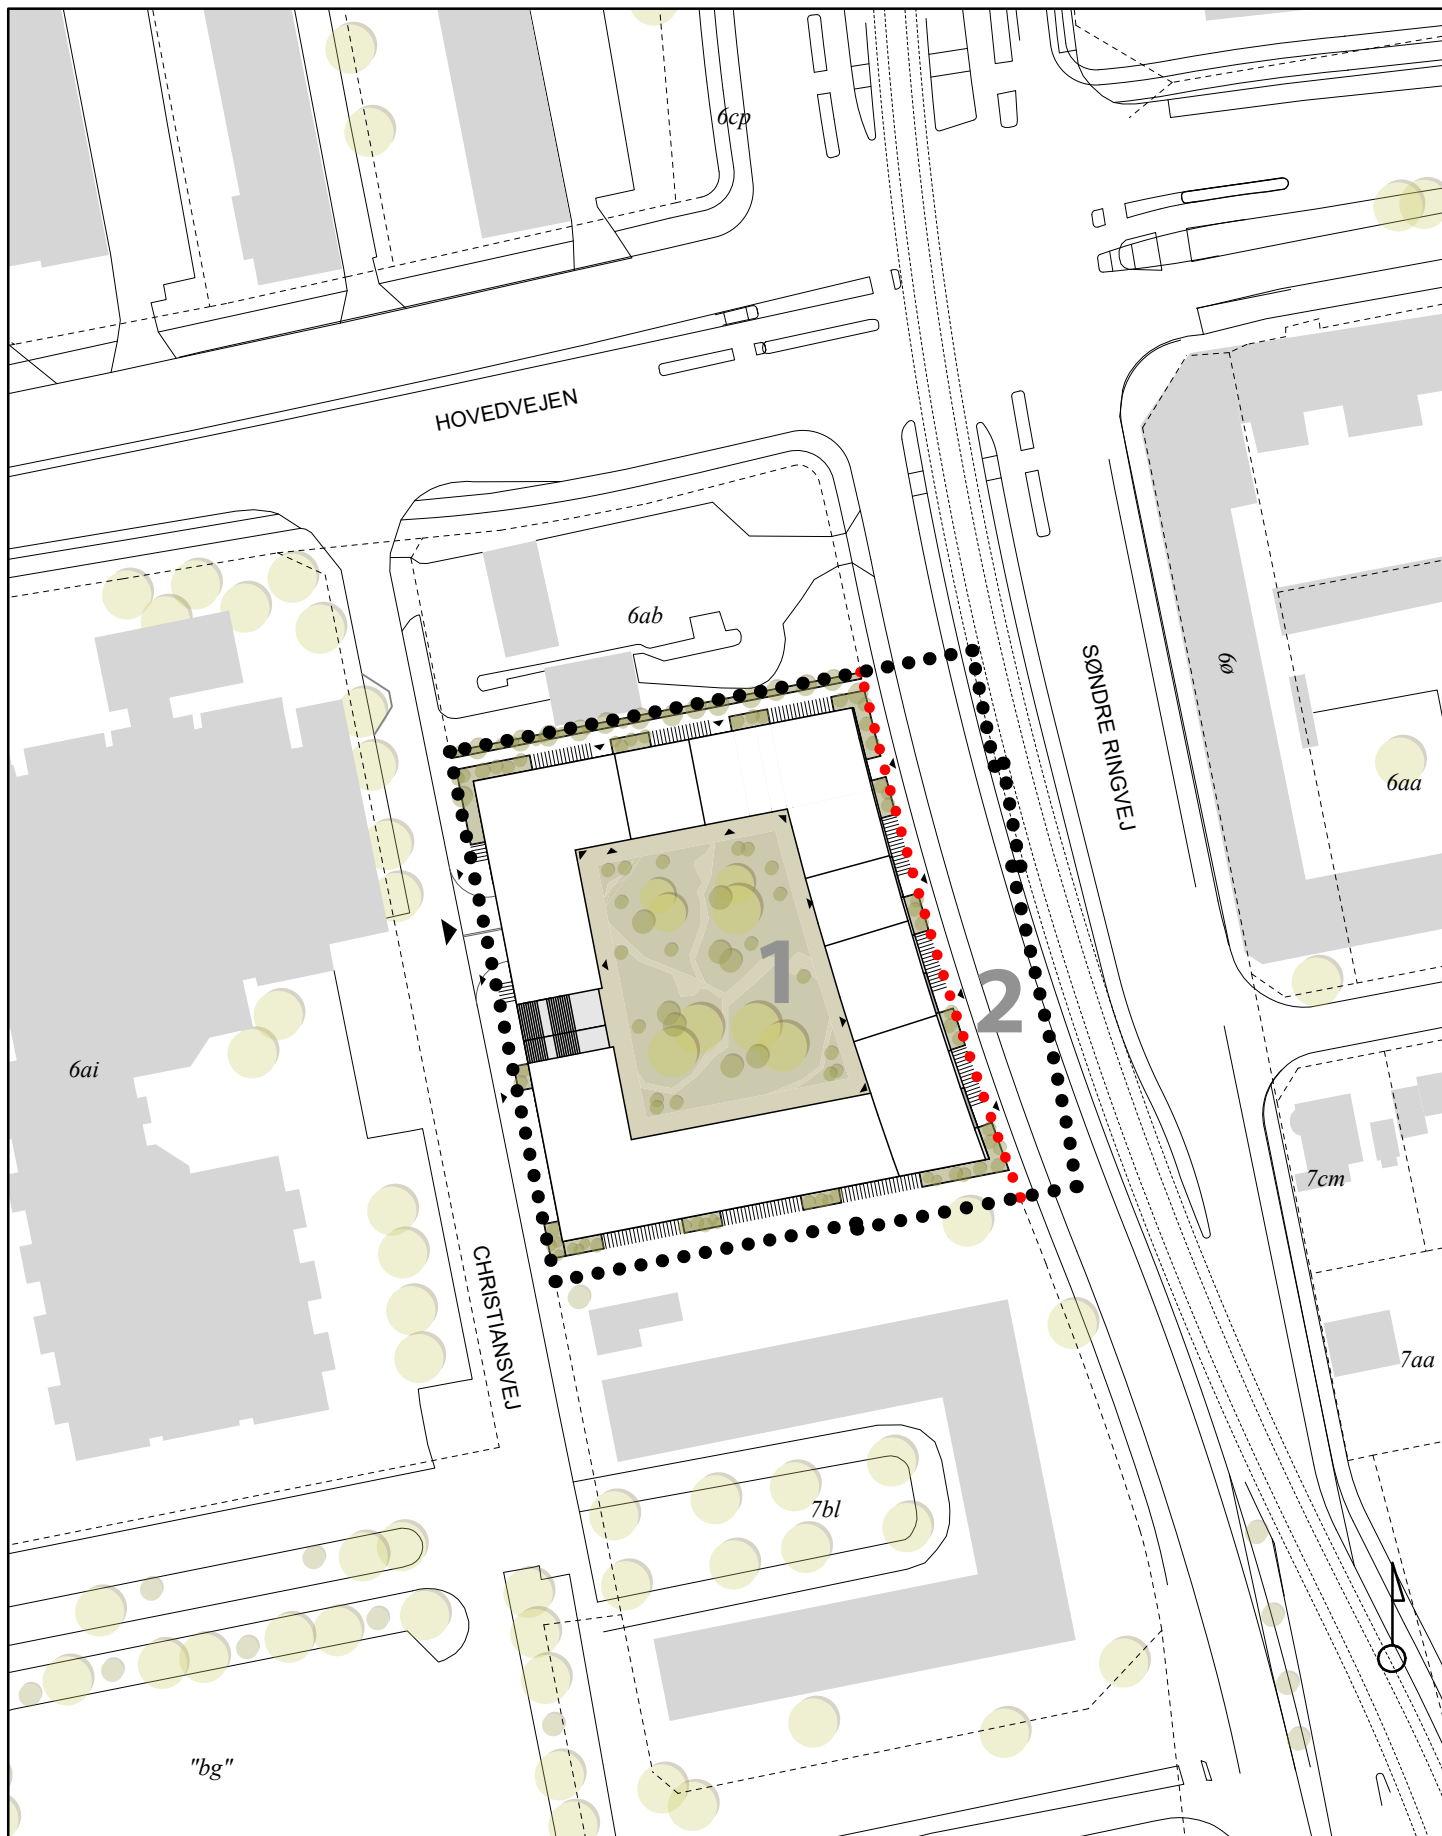 6cp
HOVEDVEJEN
6ab
SØNDRE RINGVEJ
6ø
6aa
1
2
6ai
7cm
CHRISTIANSVEJ
7aa
7bl
"bg"